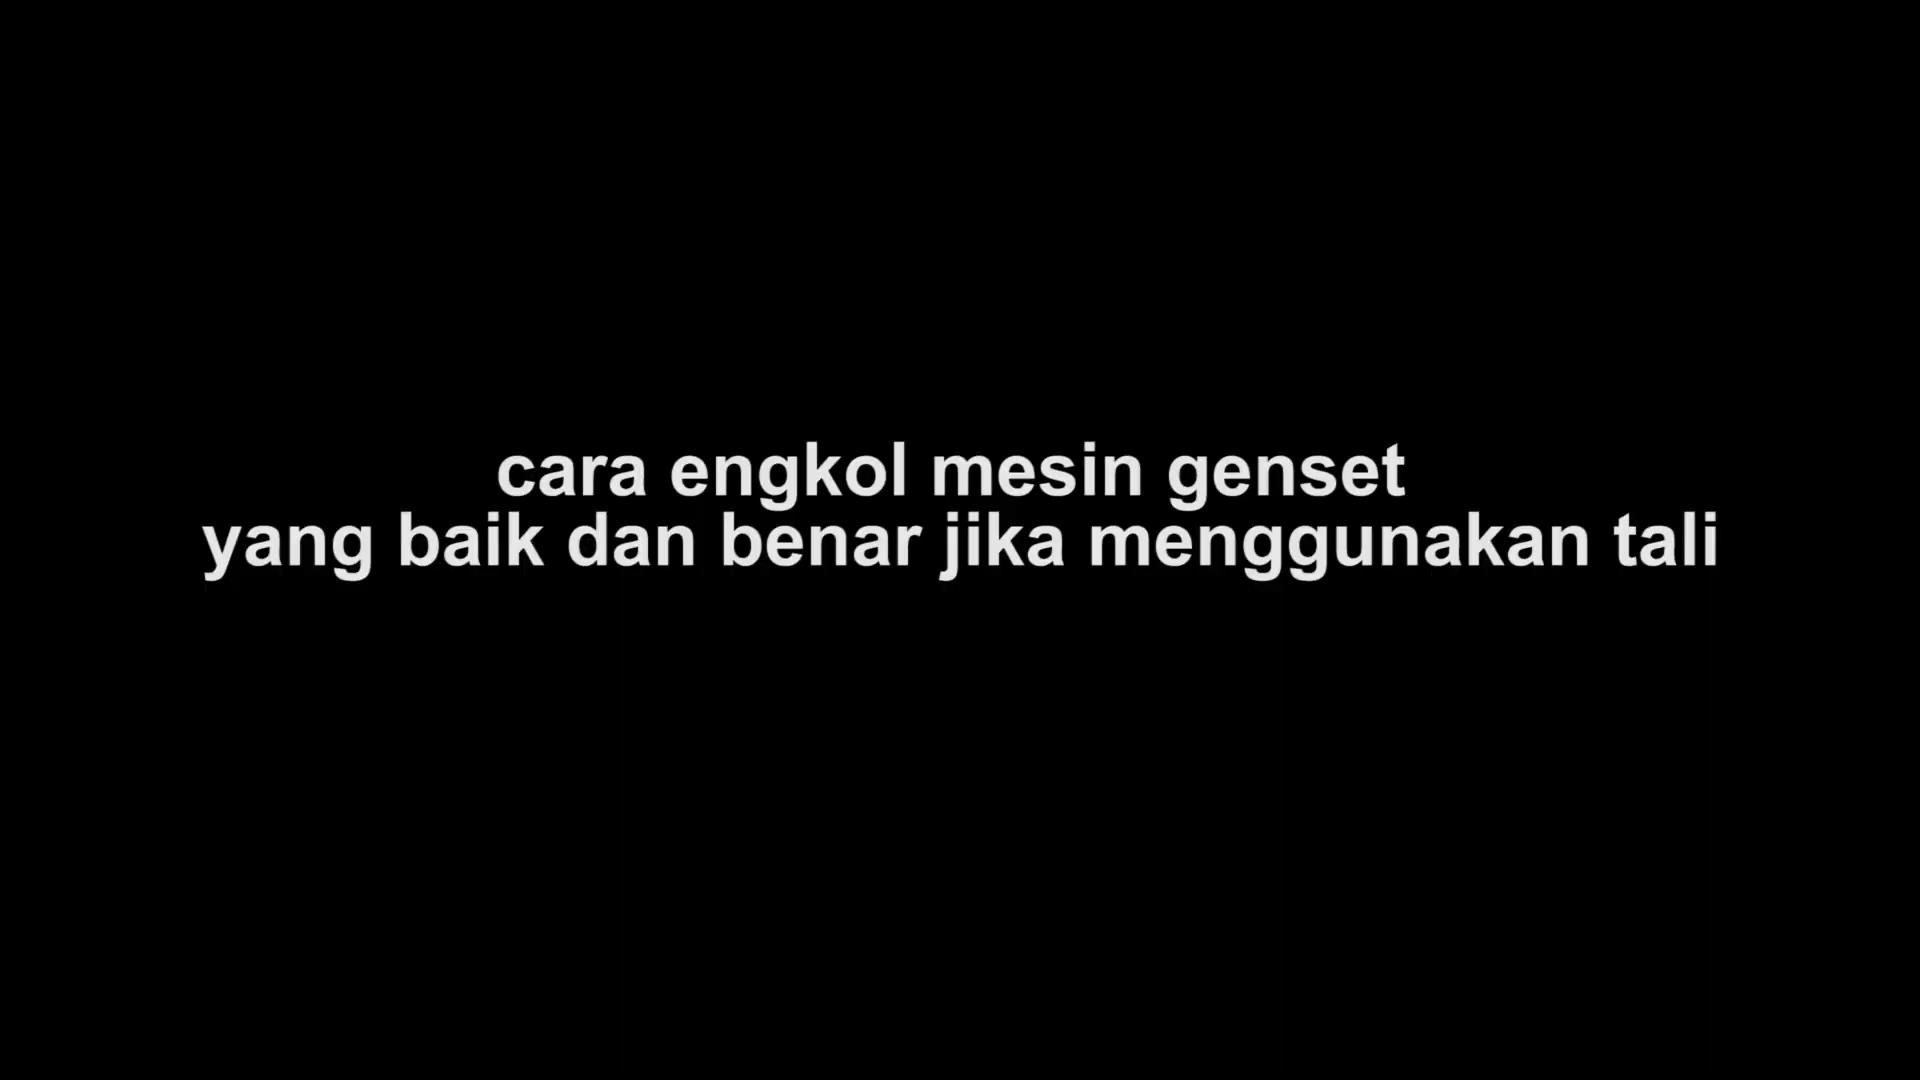 cara engkol mesin genset
yang baik dan benar jika menggunakan tali